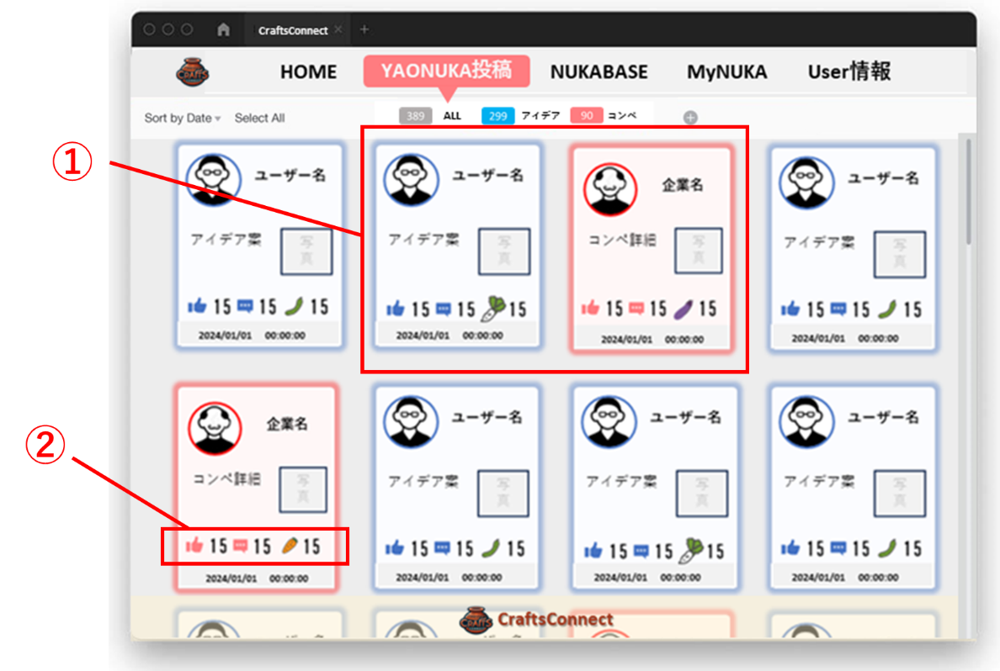 CraftsConnect
CRAFTS
HOME YAONUKA投稿 NUKABASE MyNUKA User情報
Sort by Date Select All 389 ALL 299 アイデア 90 コンペ
①
ユーザー名 ユーザー名 企業名 ユーザー名
アイデア案 写真 アイデア案 写真 コンペ詳細 写真 アイデア案 写真
15 15 15 15 15 15 15 15 15 15 15 15
2024/01/01 00:00:00 2024/01/01 00:00:00 2024/01/01 00:00:00 2024/01/01 00:00:00
②
企業名 ユーザー名 ユーザー名 ユーザー名
コンペ詳細 写真 アイデア案 写真 アイデア案 写真 アイデア案 写真
15 15 15 15 15 15 15 15 15 15 15 15
2024/01/01 00:00:00 2024/01/01 00:00:00 2024/01/01 00:00:00 2024/01/01 00:00:00
CRAFTS CraftsConnect